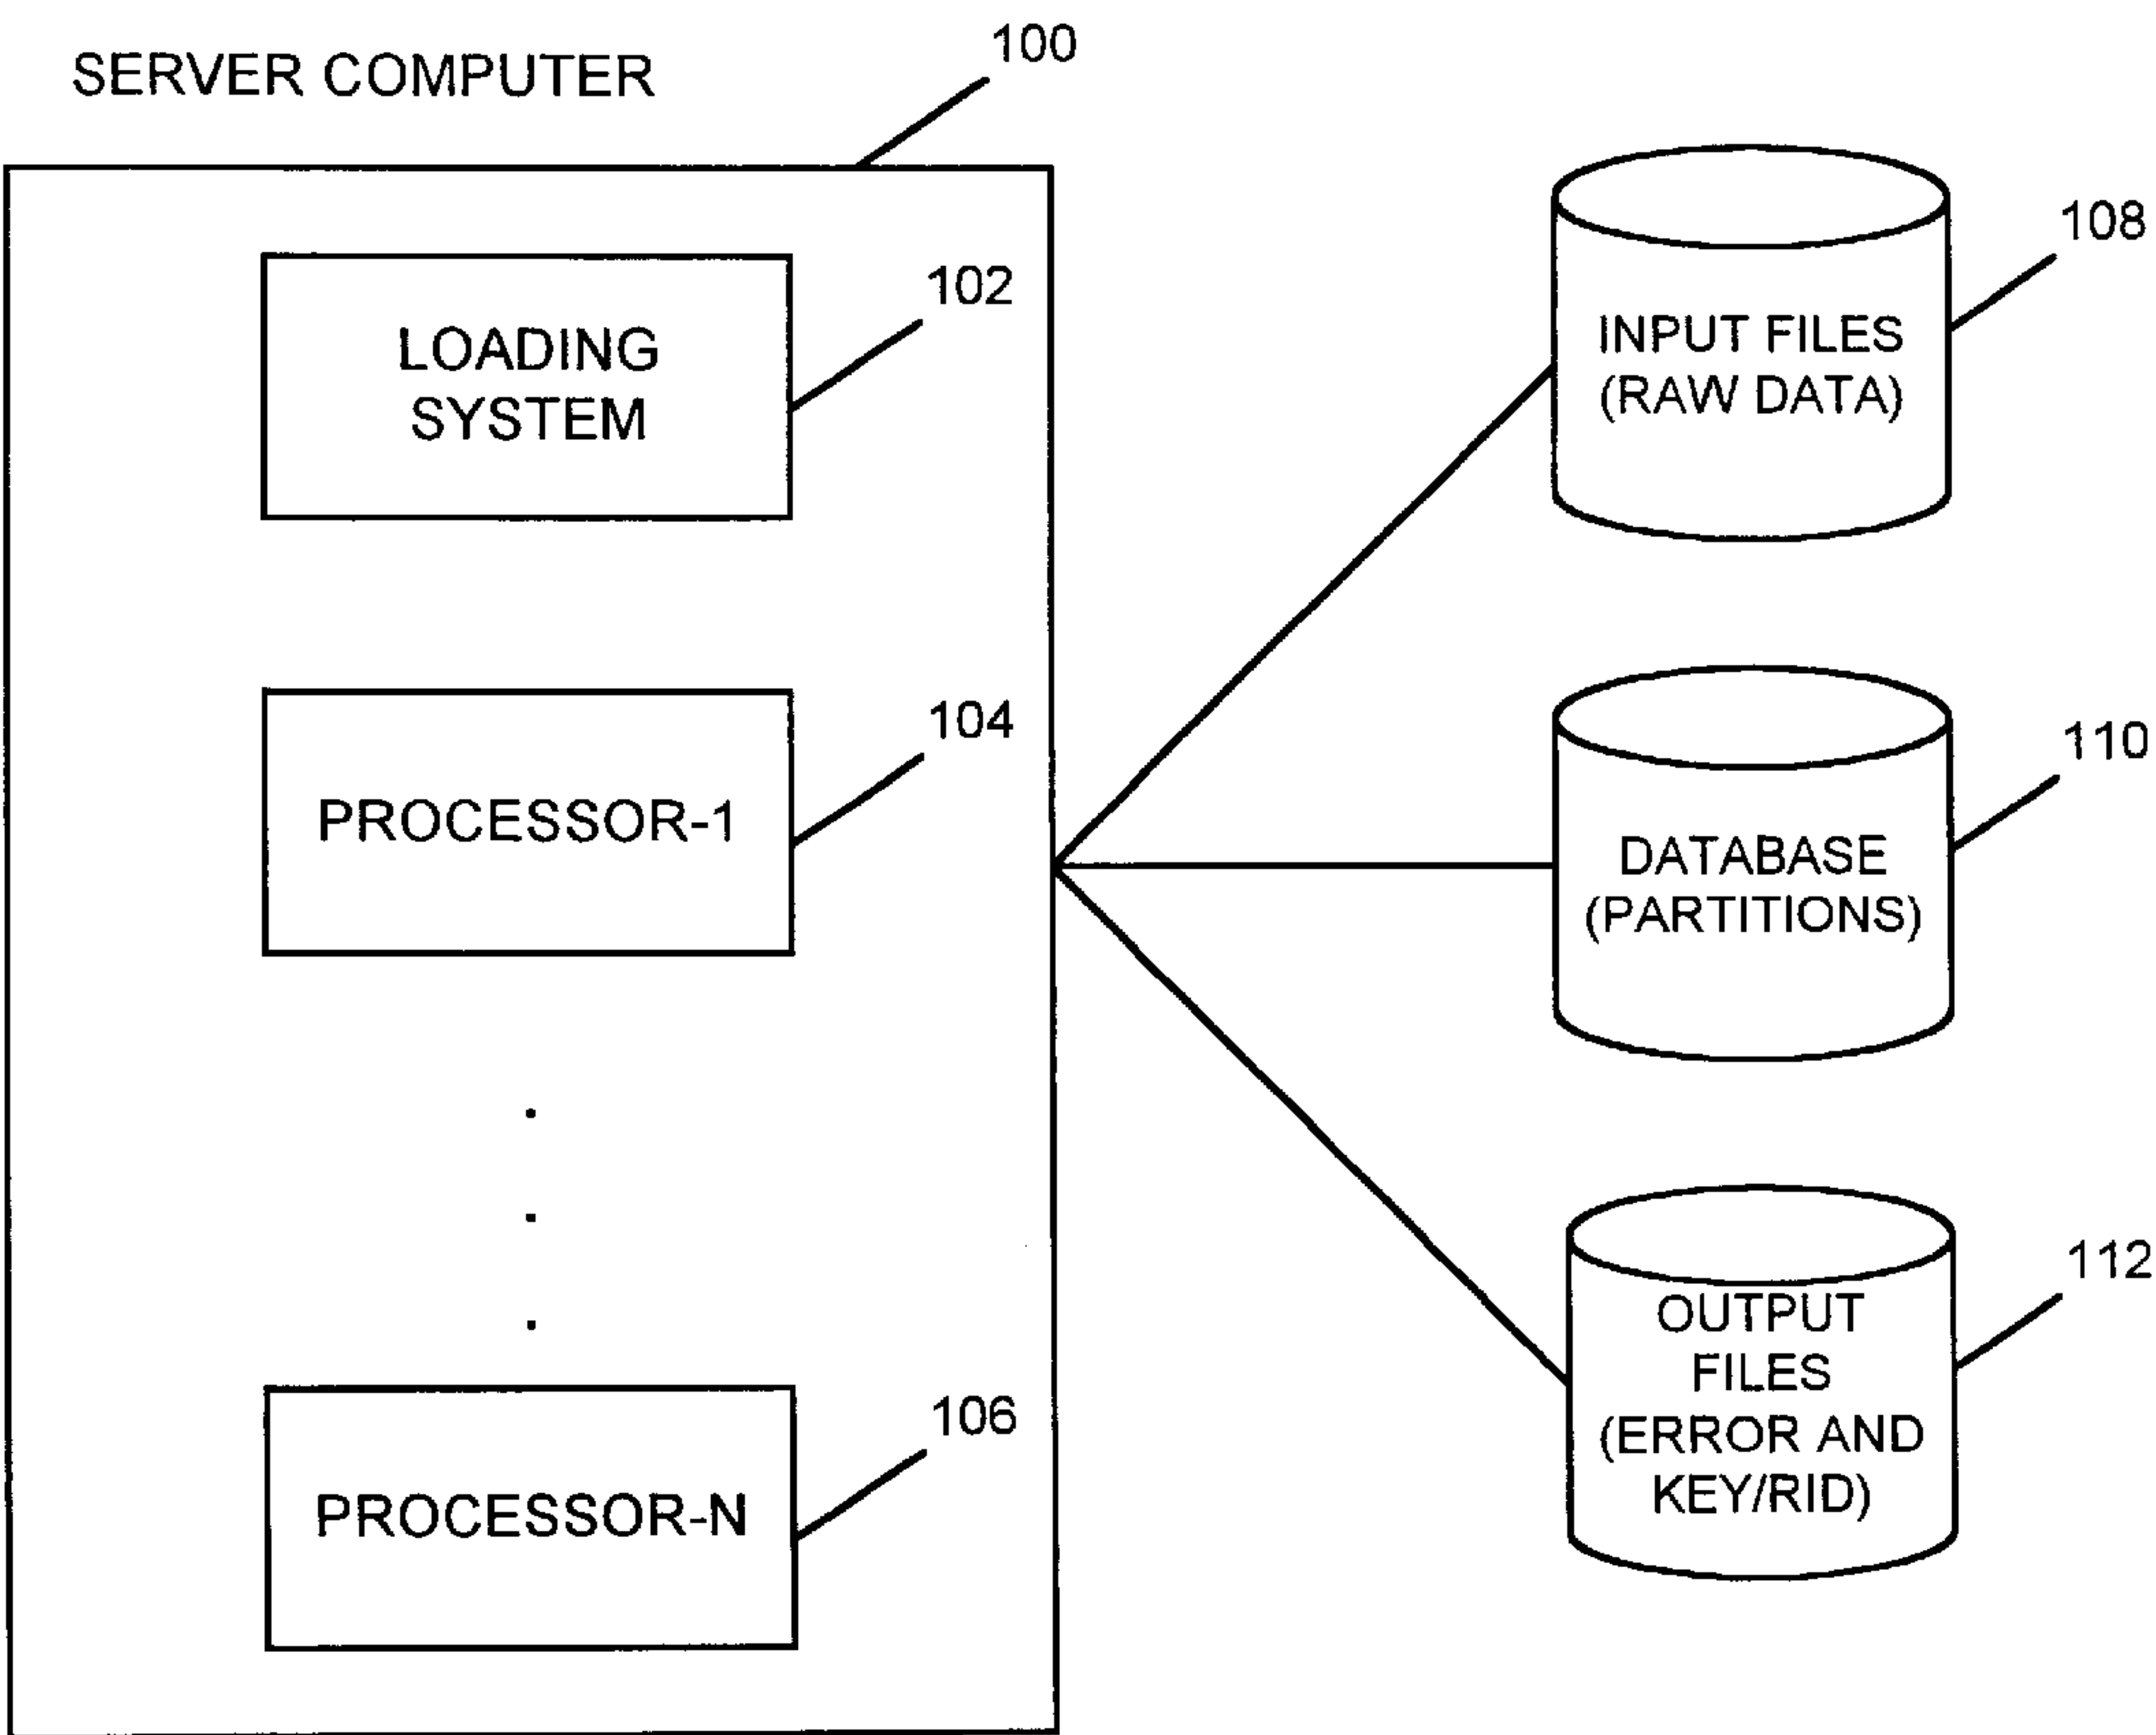 SERVER COMPUTER
100
LOADING
SYSTEM
102
PROCESSOR-1
104
.
.
.
PROCESSOR-N
106
INPUT FILES
(RAW DATA)
108
DATABASE
(PARTITIONS)
110
OUTPUT
FILES
(ERROR AND
KEY/RID)
112